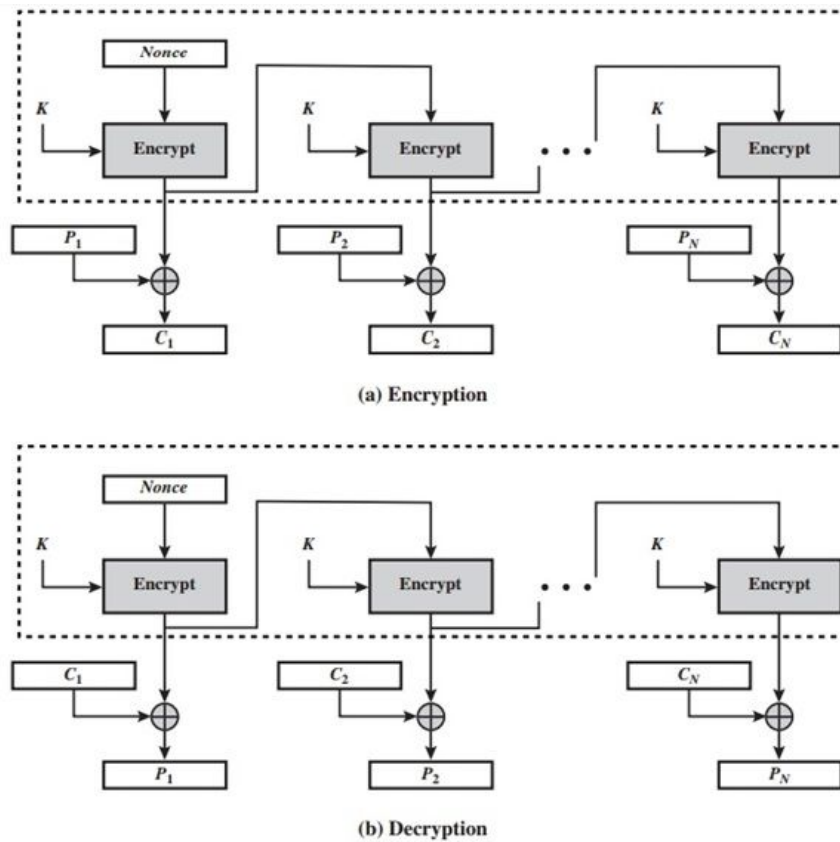 Nonce
K K K
Encrypt Encrypt Encrypt
P1 P2 PN
C1 C2 CN
(a) Encryption
Nonce
K K K
Encrypt Encrypt Encrypt
C1 C2 CN
P1 P2 PN
(b) Decryption